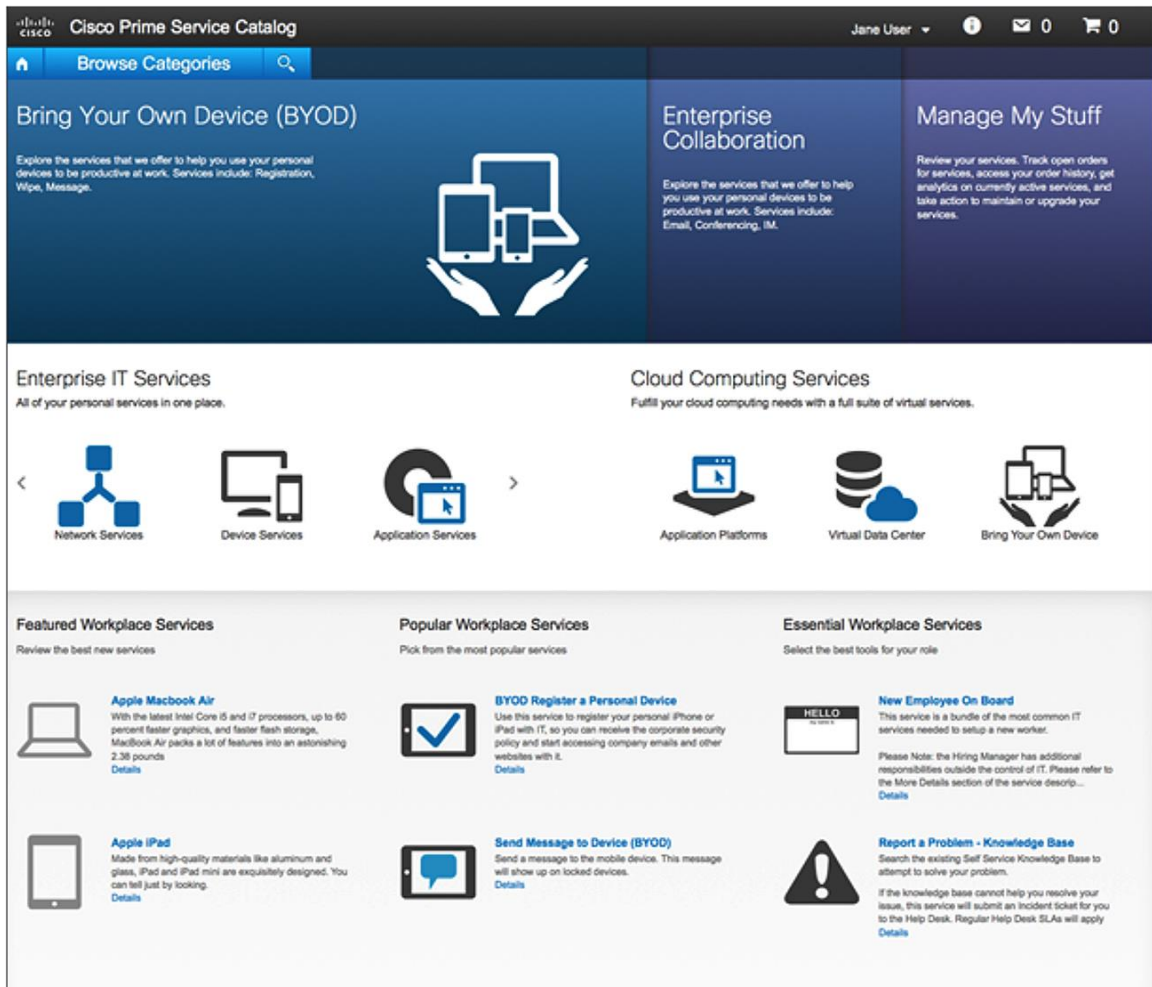 CISCO Cisco Prime Service Catalog
Jane User
0
0
Browse Categories
Bring Your Own Device (BYOD)
Explore the services that we offer to help you use your personal
devices to be productive at work. Services include: Registration,
Wipe, Message.
Enterprise
Collaboration
Explore the services that we offer to help
you use your personal devices to be
productive at work. Services include:
Email, Conferencing, IM.
Manage My Stuff
Review your services. Track open orders
for services, access your order history, get
analytics on currently active services, and
take action to maintain or upgrade your
services.
Enterprise IT Services
All of your personal services in one place.
Network Services
Device Services
Application Services
Cloud Computing Services
Fulfill your cloud computing needs with a full suite of virtual services.
Application Platforms
Virtual Data Center
Bring Your Own Device
Featured Workplace Services
Review the best new services
Apple Macbook Air
With the latest Intel Core i5 and i7 processors, up to 60
percent faster graphics, and faster flash storage,
MacBook Air packs a lot of features into an astonishing
2.38 pounds
Details
Apple iPad
Made from high-quality materials like aluminum and
glass, iPad and iPad mini are exquisitely designed. You
can tell just by looking.
Details
Popular Workplace Services
Pick from the most popular services
BYOD Register a Personal Device
Use this service to register your personal iPhone or
iPad with IT, so you can receive the corporate security
policy and start accessing company emails and other
websites with it.
Details
Send Message to Device (BYOD)
Send a message to the mobile device. This message
will show up on locked devices.
Details
Essential Workplace Services
Select the best tools for your role
HELLO
my name is
New Employee On Board
This service is a bundle of the most common IT
services needed to setup a new worker.
Please Note: the Hiring Manager has additional
responsibilities outside the control of IT. Please refer to
the More Details section of the service descrip...
Details
Report a Problem - Knowledge Base
Search the existing Self Service Knowledge Base to
attempt to solve your problem.
If the knowledge base cannot help you resolve your
issue, this service will submit an Incident ticket for you
to the Help Desk. Regular Help Desk SLAs will apply
Details